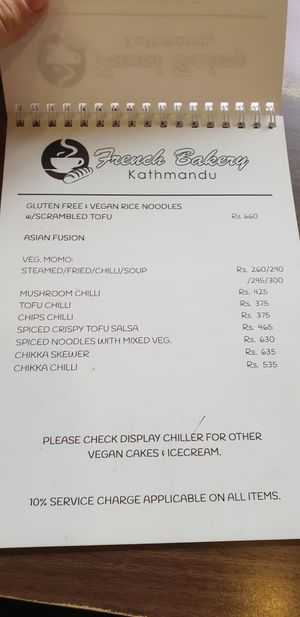 French Bakery
Kathmandu
GLUTEN FREE & VEGAN RICE NOODLES
w/SCRAMBLED TOFU Rs. 660
ASIAN FUSION
VEG. MOMO:
STEAMED/FRIED/CHILLI/SOUP Rs. 260/290
/295/300
MUSHROOM CHILLI Rs. 425
TOFU CHILLI Rs. 375
CHIPS CHILLI Rs. 375
SPICED CRISPY TOFU SALSA Rs. 465
SPICED NOODLES WITH MIXED VEG. Rs. 630
CHIKKA SKEWER Rs. 635
CHIKKA CHILLI Rs. 535
PLEASE CHECK DISPLAY CHILLER FOR OTHER
VEGAN CAKES & ICECREAM.
10% SERVICE CHARGE APPLICABLE ON ALL ITEMS.